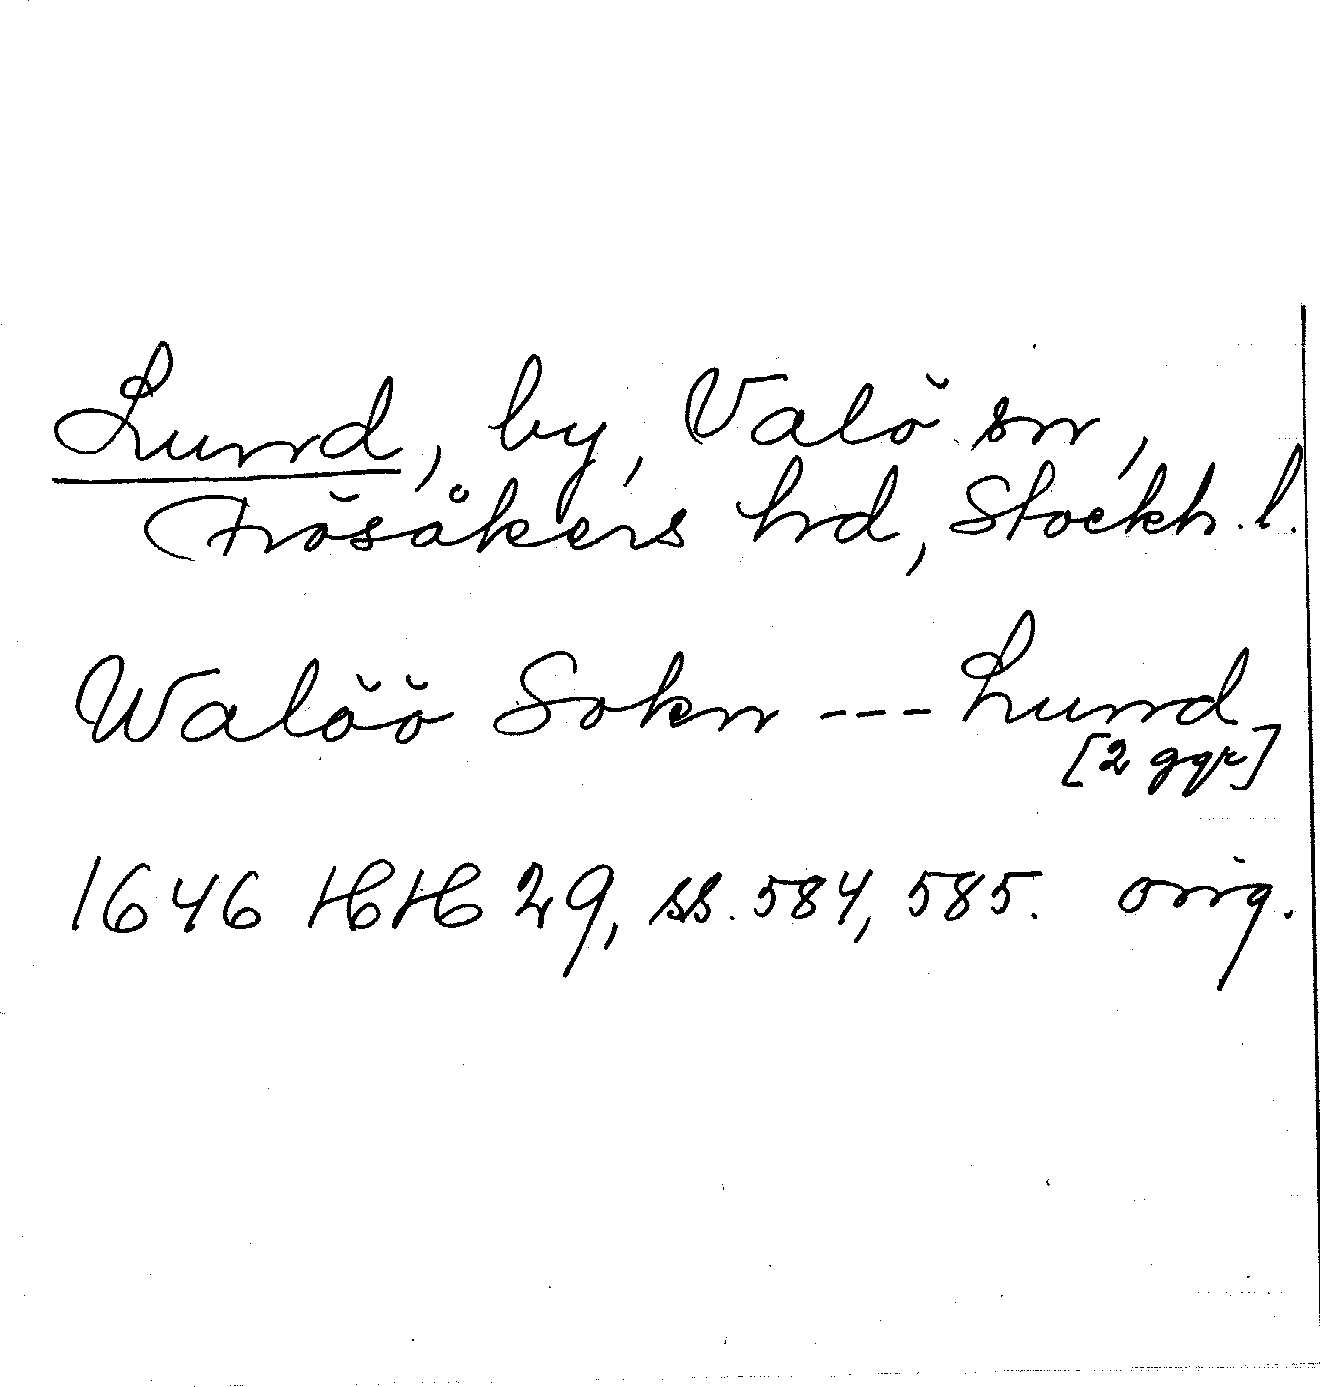 Lund, by, Valö sn,
Frösåkers hd, Stockh. l.
Walöö Sokn --- Lund
[2 ggr]
1646 HH 29, ss. 584, 585. orig.